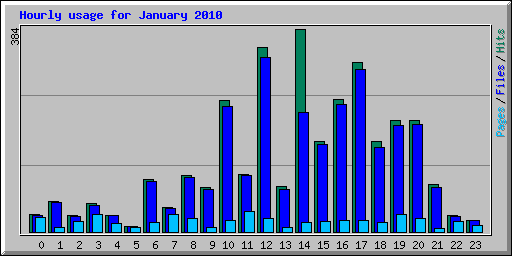 Hourly usage for January 2010
384
Pages / Files / Hits
0 1 2 3 4 5 6 7 8 9 10 11 12 13 14 15 16 17 18 19 20 21 22 23